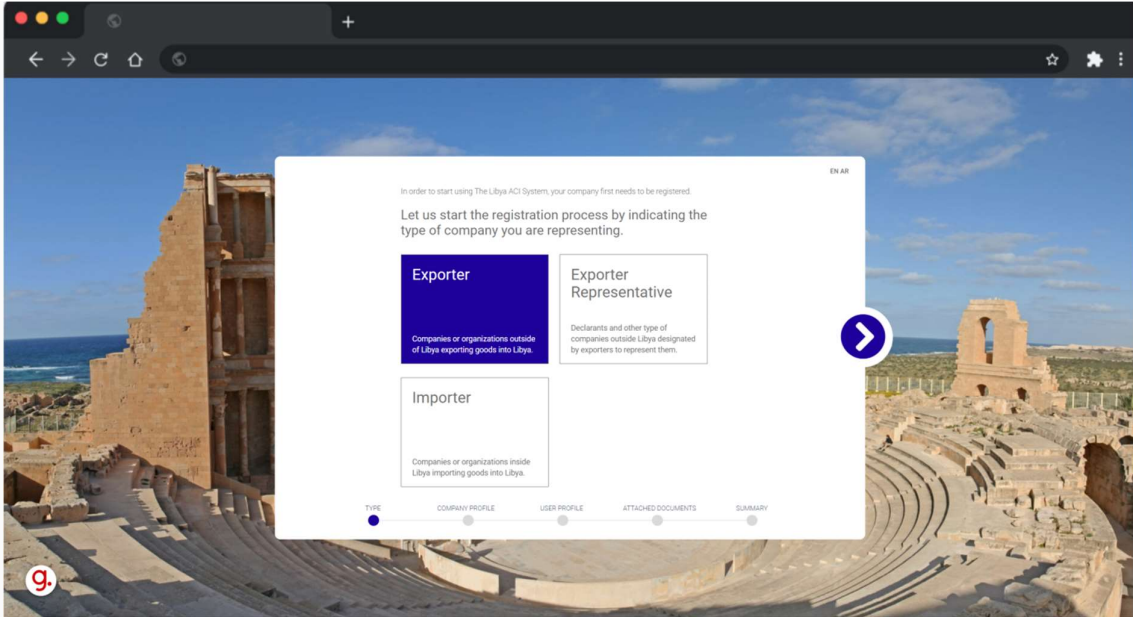 EN AR
In order to start using The Libya ACI System, your company first needs to be registered.
Let us start the registration process by indicating the
type of company you are representing.
Exporter
Companies or organizations outside
of Libya exporting goods into Libya.
Exporter
Representative
Declarants and other type of
companies outside Libya designated
by exporters to represent them.
Importer
Companies or organizations inside
Libya importing goods into Libya.
TYPE
COMPANY PROFILE
USER PROFILE
ATTACHED DOCUMENTS
SUMMARY
g.